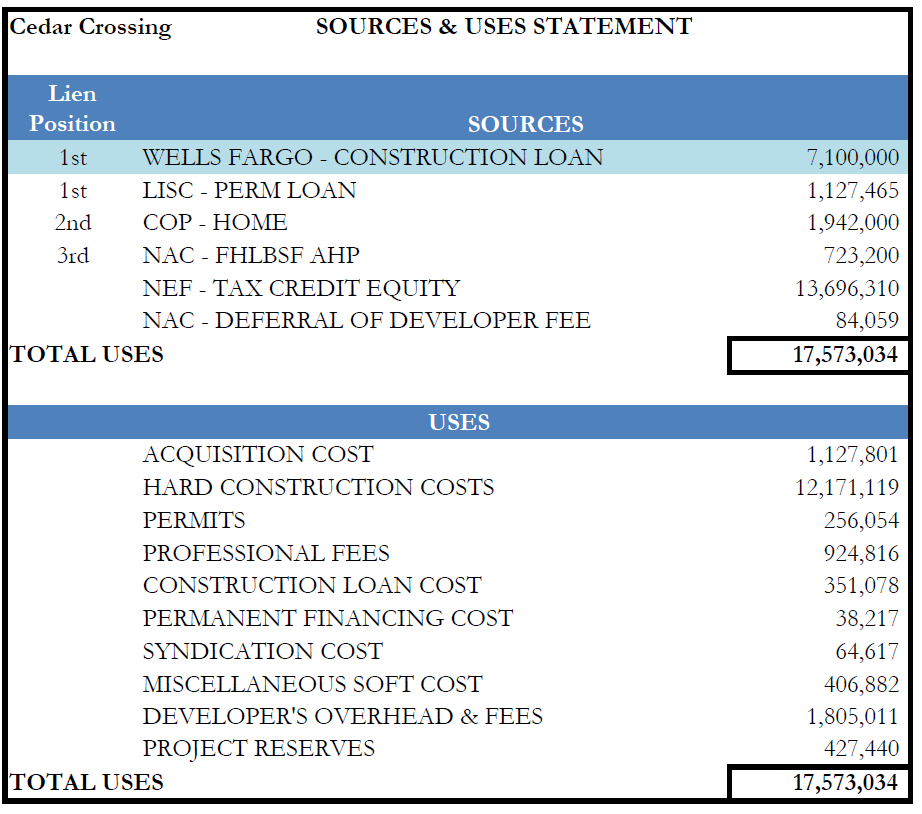 Cedar Crossing SOURCES & USES STATEMENT
Lien
Position SOURCES
1st WELLS FARGO - CONSTRUCTION LOAN 7,100,000
1st LISC - PERM LOAN 1,127,465
2nd COP - HOME 1,942,000
3rd NAC - FHLBSF AHP 723,200
NEF - TAX CREDIT EQUITY 13,696,310
NAC - DEFERRAL OF DEVELOPER FEE 84,059
TOTAL USES 17,573,034
USES
ACQUISITION COST 1,127,801
HARD CONSTRUCTION COSTS 12,171,119
PERMITS 256,054
PROFESSIONAL FEES 924,816
CONSTRUCTION LOAN COST 351,078
PERMANENT FINANCING COST 38,217
SYNDICATION COST 64,617
MISCELLANEOUS SOFT COST 406,882
DEVELOPER'S OVERHEAD & FEES 1,805,011
PROJECT RESERVES 427,440
TOTAL USES 17,573,034